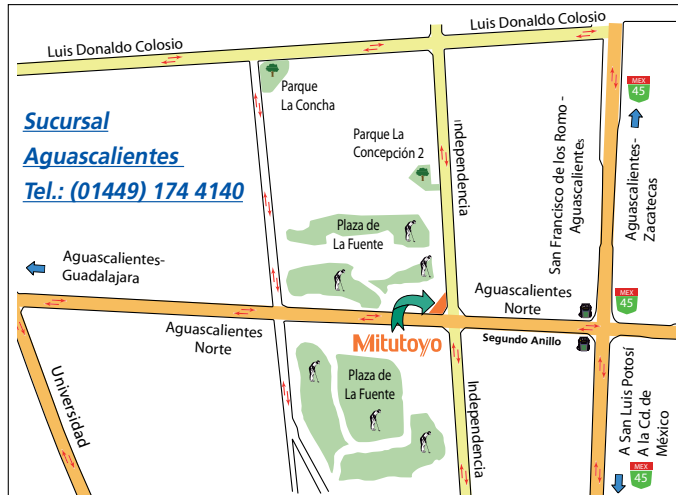 Luis Donaldo Colosio
Luis Donaldo Colosio
MEX
45
Parque
La Concha
Sucursal
Aguascalientes
Tel.: (01449) 174 4140
Parque La
Concepción 2
Independencia
San Francisco de los Romo -
Aguascalientes
Aguascalientes-
Zacatecas
Plaza de
La Fuente
Aguascalientes-
Guadalajara
Aguascalientes
Norte
MEX
45
Aguascalientes
Norte
Mitutoyo
Segundo Anillo
Universidad
Plaza de
La Fuente
Independencia
A San Luis Potosí
A la Cd. de
México
MEX
45